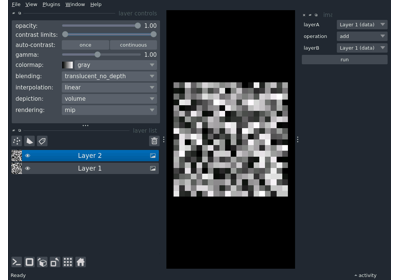 File View Plugins Window Help
layer controls
opacity: 1.00
contrast limits:
auto-contrast: once continuous
gamma: 1.00
colormap: gray
blending: translucent_no_depth
interpolation: linear
depiction: volume
rendering: mip
layer list
Layer 2
Layer 1
Ready
layerA Layer 1 (data)
operation add
layerB Layer 1 (data)
run
activity